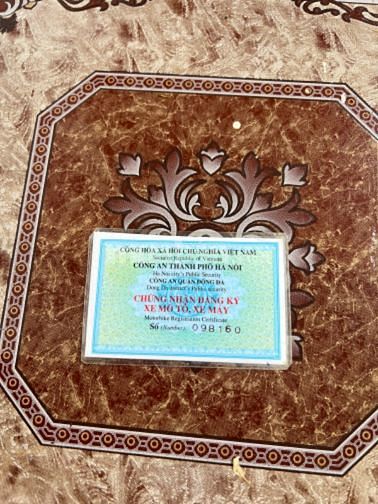 CỘNG HÒA XÃ HỘI CHỦ NGHĨA VIỆT NAM
Socialist Republic of Vietnam
CÔNG AN THÀNH PHỐ HÀ NỘI
Ha Noi city's Public Security
CÔNG AN QUẬN ĐỐNG ĐA
Dong Da district's Public security
CHỨNG NHẬN ĐĂNG KÝ
XE MÔ TÔ, XE MÁY
Motorbike Registration Certificate
Số (Number): 098160